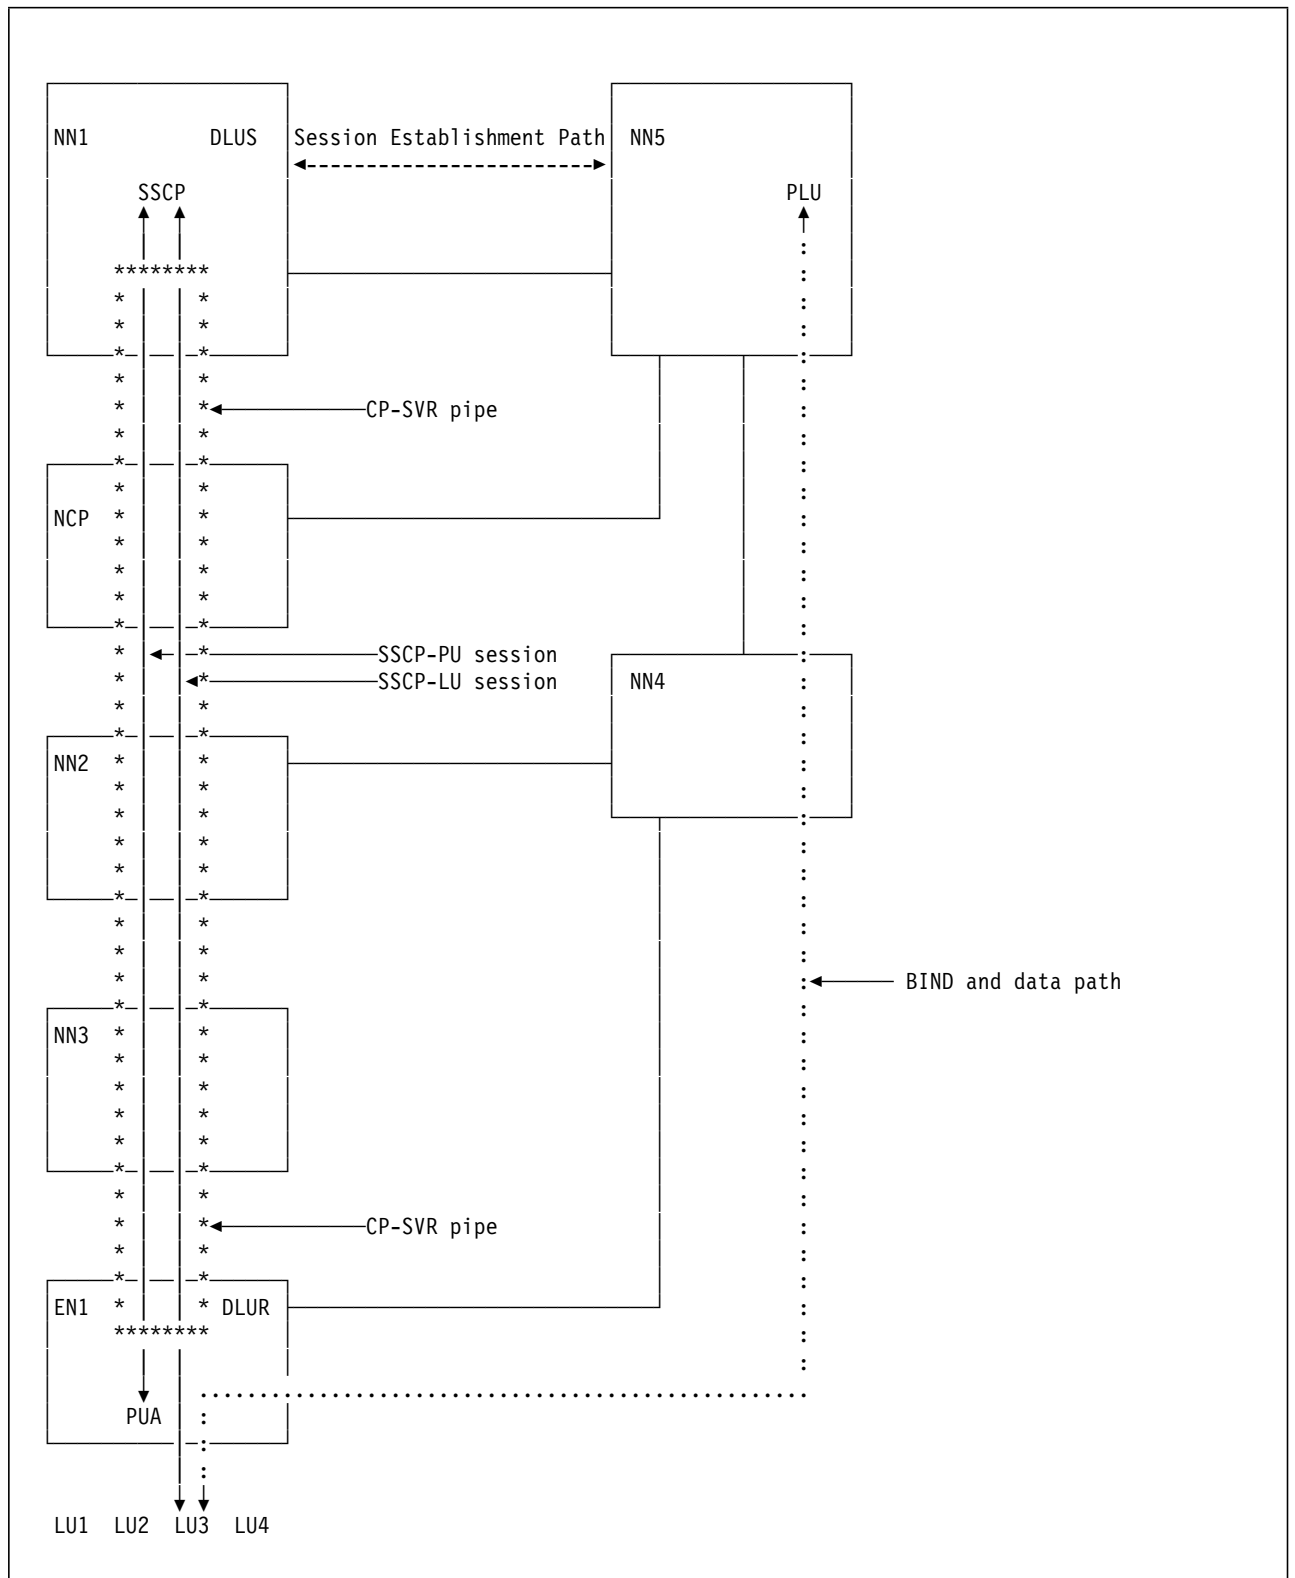 NN1 DLUS Session Establishment Path NN5
SSCP PLU
CP-SVR pipe
NCP
SSCP-PU session
SSCP-LU session NN4
NN2
BIND and data path
NN3
CP-SVR pipe
EN1 DLUR
PUA
LU1 LU2 LU3 LU4